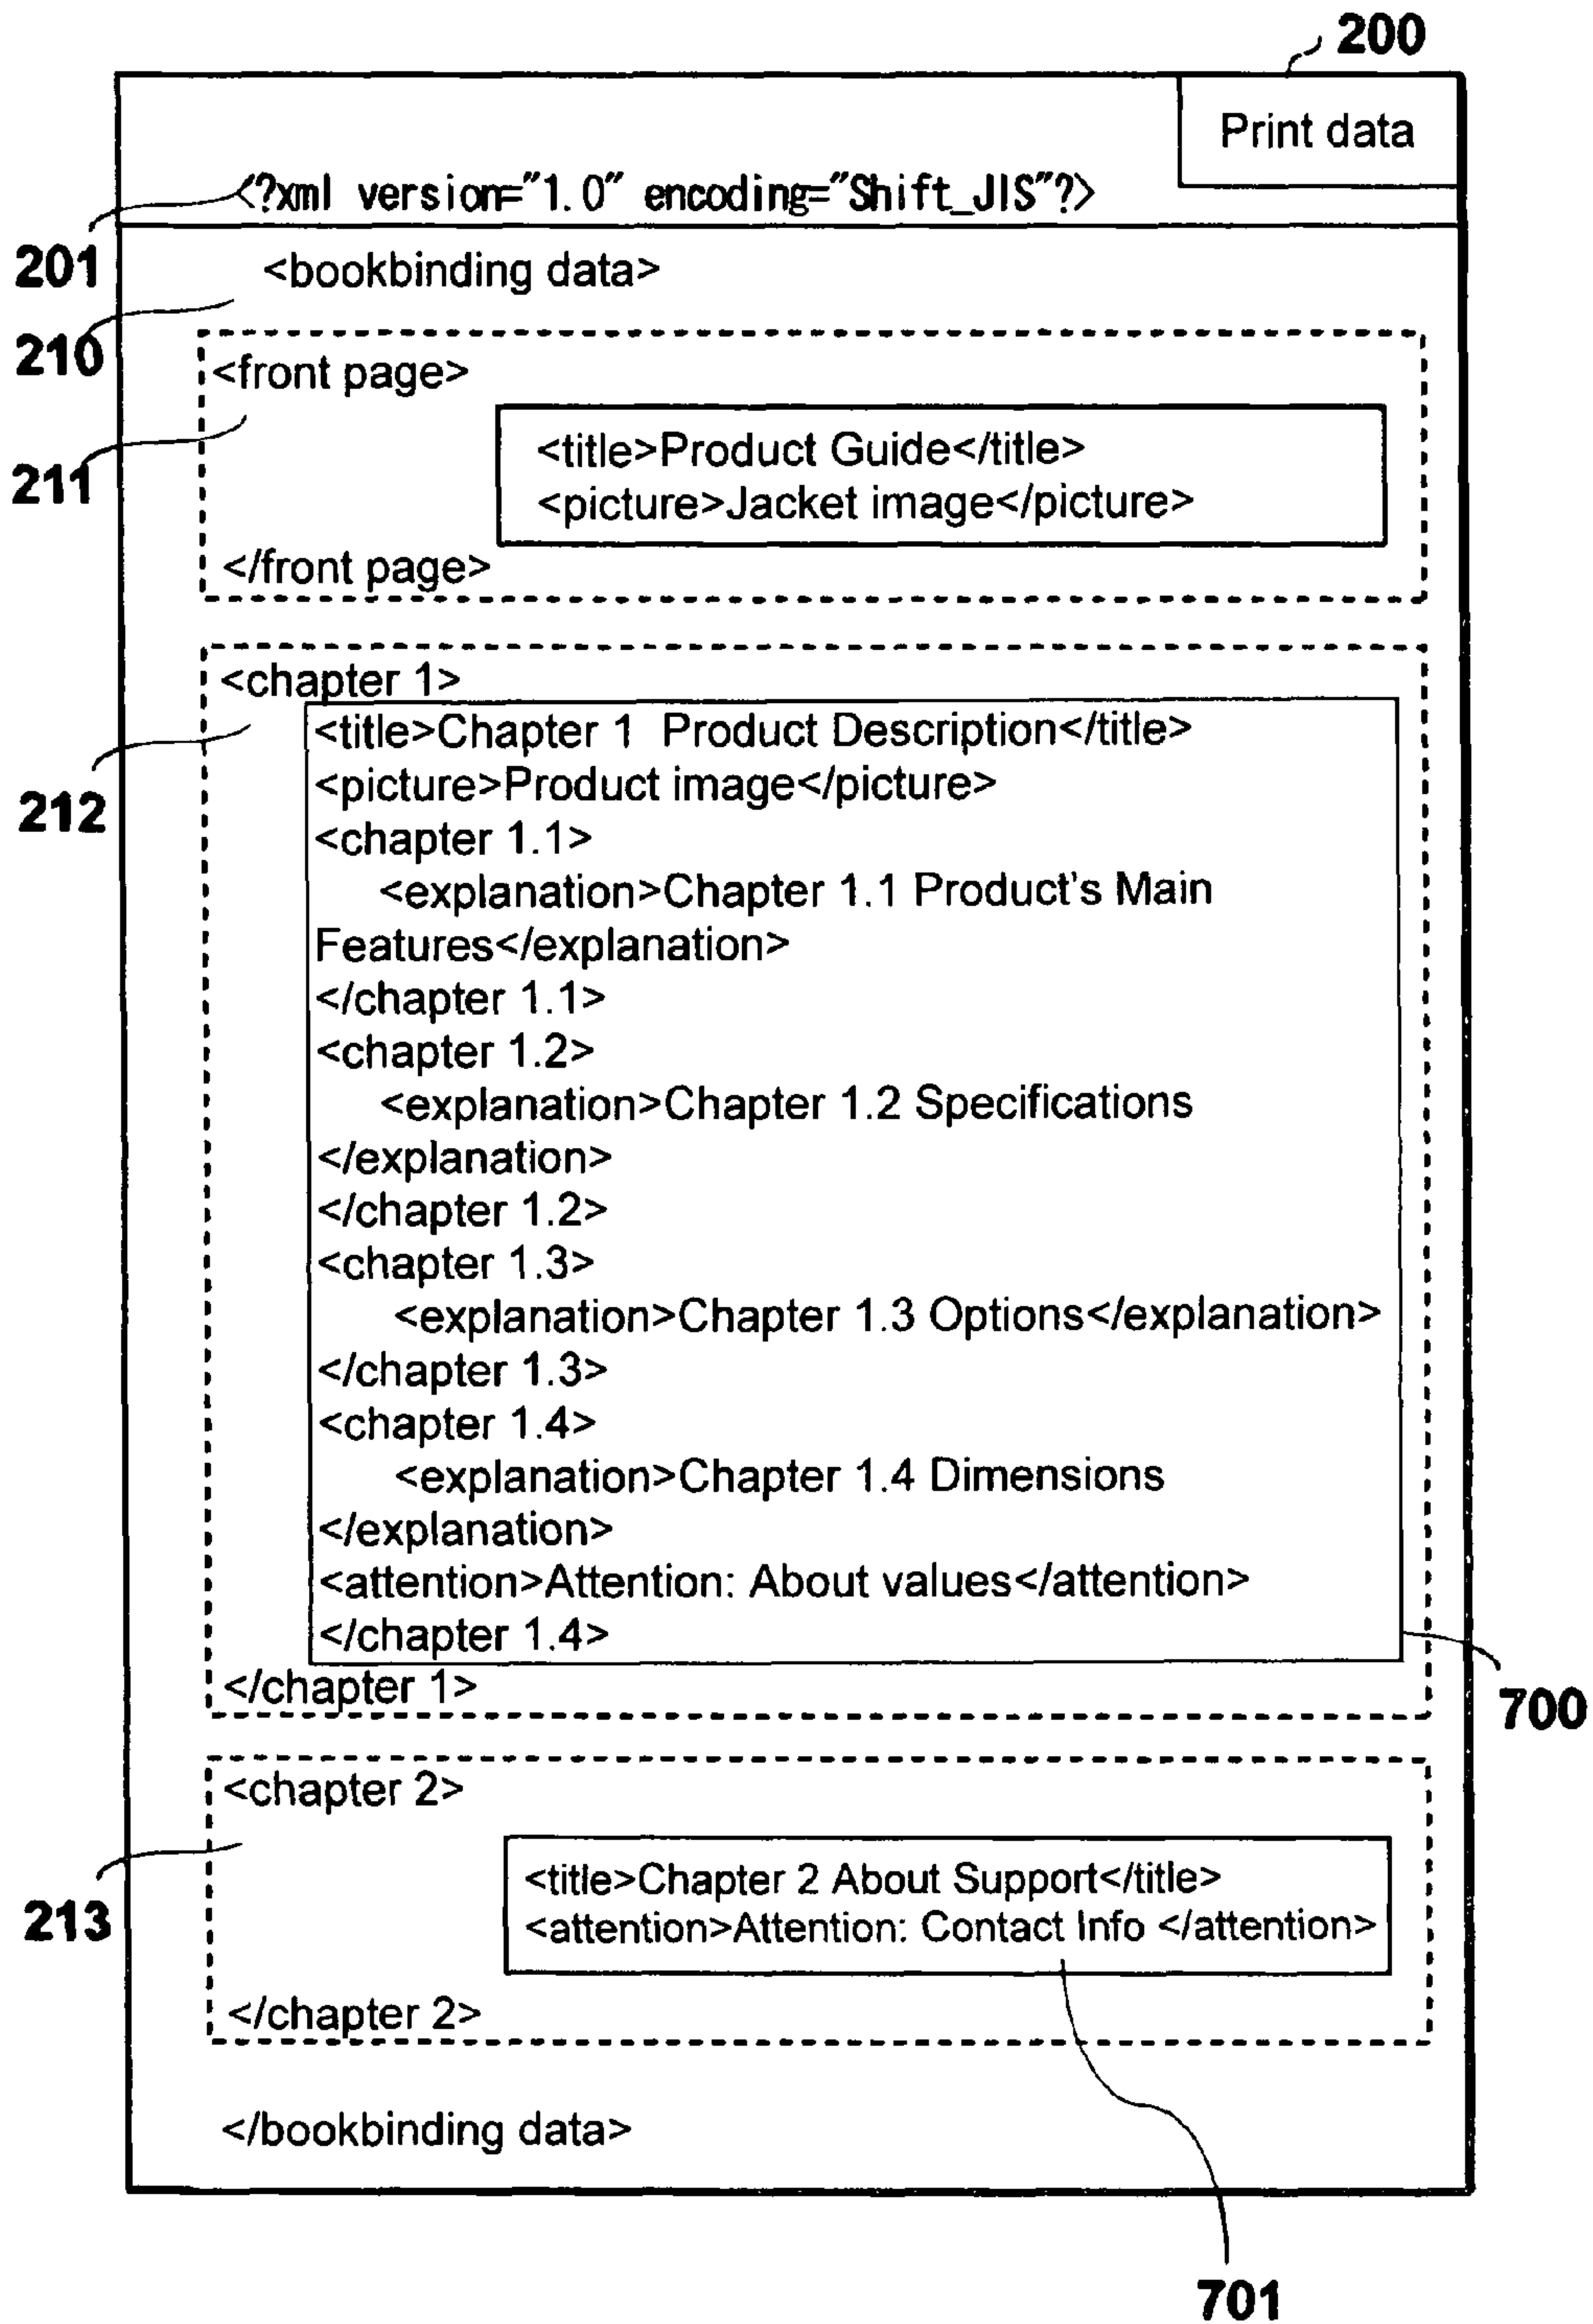 200
Print data
<?xml version="1.0" encoding="Shift_JIS"?>
201
<bookbinding data>
210
<front page>
211
<title>Product Guide</title>
<picture>Jacket image</picture>
</front page>
<chapter 1>
212
<title>Chapter 1  Product Description</title>
<picture>Product image</picture>
<chapter 1.1>
<explanation>Chapter 1.1 Product's Main
Features</explanation>
</chapter 1.1>
<chapter 1.2>
<explanation>Chapter 1.2 Specifications
</explanation>
</chapter 1.2>
<chapter 1.3>
<explanation>Chapter 1.3 Options</explanation>
</chapter 1.3>
<chapter 1.4>
<explanation>Chapter 1.4 Dimensions
</explanation>
<attention>Attention: About values</attention>
</chapter 1.4>
</chapter 1>
700
<chapter 2>
213
<title>Chapter 2 About Support</title>
<attention>Attention: Contact Info </attention>
</chapter 2>
</bookbinding data>
701